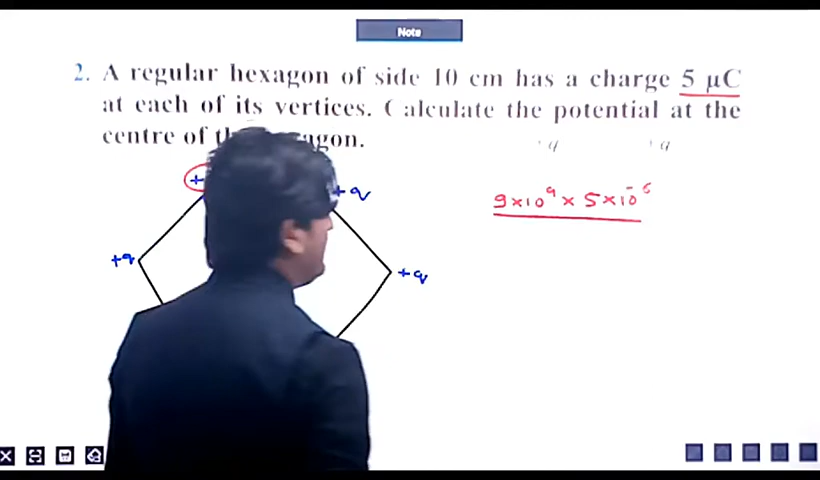 Note
2. A regular hexagon of side 10 cm has a charge 5 μC
at each of its vertices. Calculate the potential at the
centre of
+q +q
+
+q
9×10⁹ × 5×10⁻⁶
+q
+q